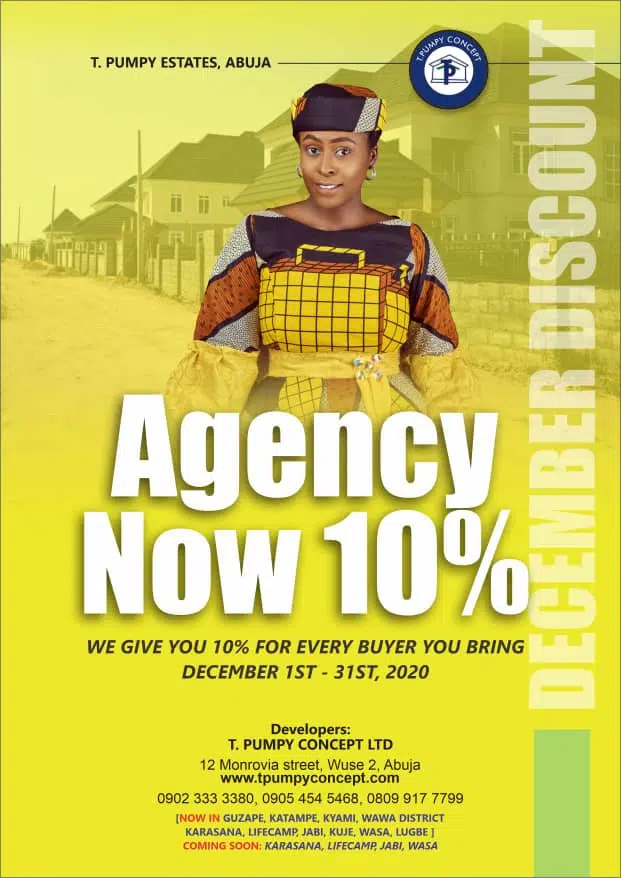 T. PUMPY ESTATES, ABUJA
T.PUMPY CONCEPT
TP
DECEMBER DISCOUNT
Agency
Now 10%
WE GIVE YOU 10% FOR EVERY BUYER YOU BRING
DECEMBER 1ST - 31ST, 2020
Developers:
T. PUMPY CONCEPT LTD
12 Monrovia street, Wuse 2, Abuja
www.tpumpyconcept.com
0902 333 3380, 0905 454 5468, 0809 917 7799
[NOW IN GUZAPE, KATAMPE, KYAMI, WAWA DISTRICT
KARASANA, LIFECAMP, JABI, KUJE, WASA, LUGBE ]
COMING SOON: KARASANA, LIFECAMP, JABI, WASA